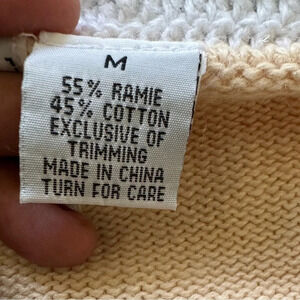 M
55% RAMIE
45% COTTON
EXCLUSIVE OF
TRIMMING
MADE IN CHINA
TURN FOR CARE